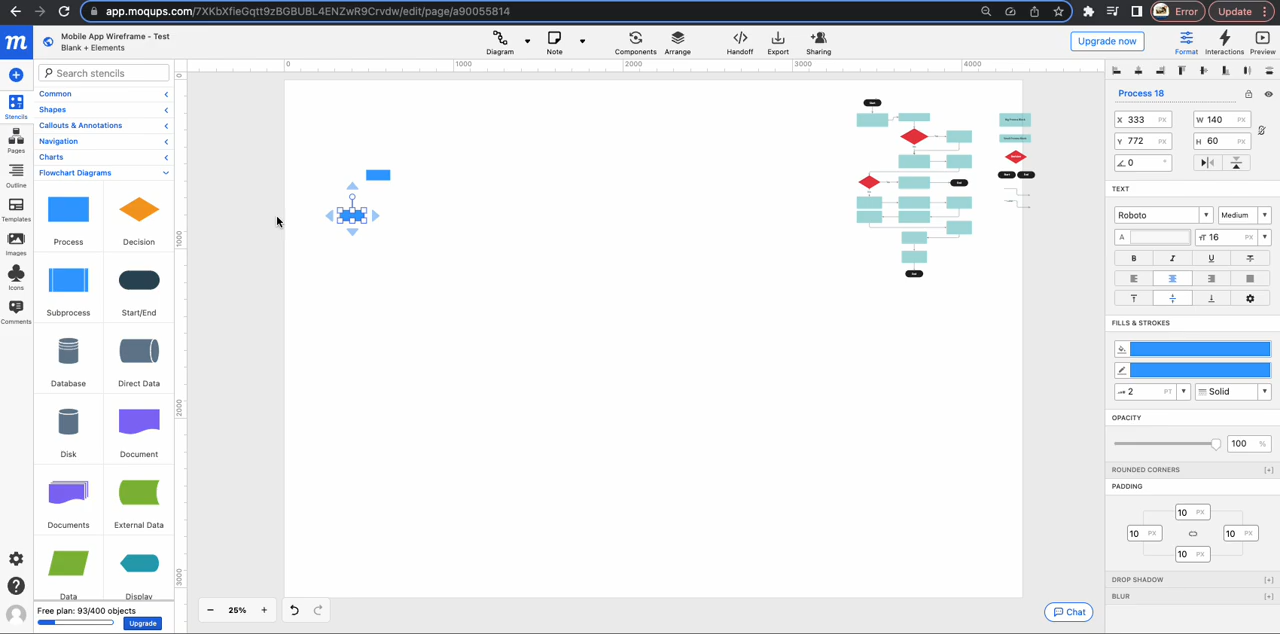 app.moqups.com/7XKbXfieGqtt9zBGBUBL4ENZwR9Crvdw/edit/page/a90055814
Error
Update
m
Mobile App Wireframe - Test
Blank + Elements
Diagram
Note
Components
Arrange
Handoff
Export
Sharing
Upgrade now
Format
Interactions
Preview
Stencils
Pages
Outline
Templates
Images
Icons
Comments
Search stencils
Common
Shapes
Callouts & Annotations
Navigation
Charts
Flowchart Diagrams
Process
Decision
Subprocess
Start/End
Database
Direct Data
Disk
Document
Documents
External Data
Data
Display
Free plan: 93/400 objects
Upgrade
0
1000
2000
3000
4000
0
1000
2000
3000
25%
Chat
Process 18
X 333 PX
W 140 PX
Y 772 PX
H 60 PX
0 °
TEXT
Roboto
Medium
A
16 PX
B
I
U
FILLS & STROKES
2 PT
Solid
OPACITY
100 %
ROUNDED CORNERS [+]
PADDING
10 PX
10 PX
10 PX
10 PX
DROP SHADOW [+]
BLUR [+]